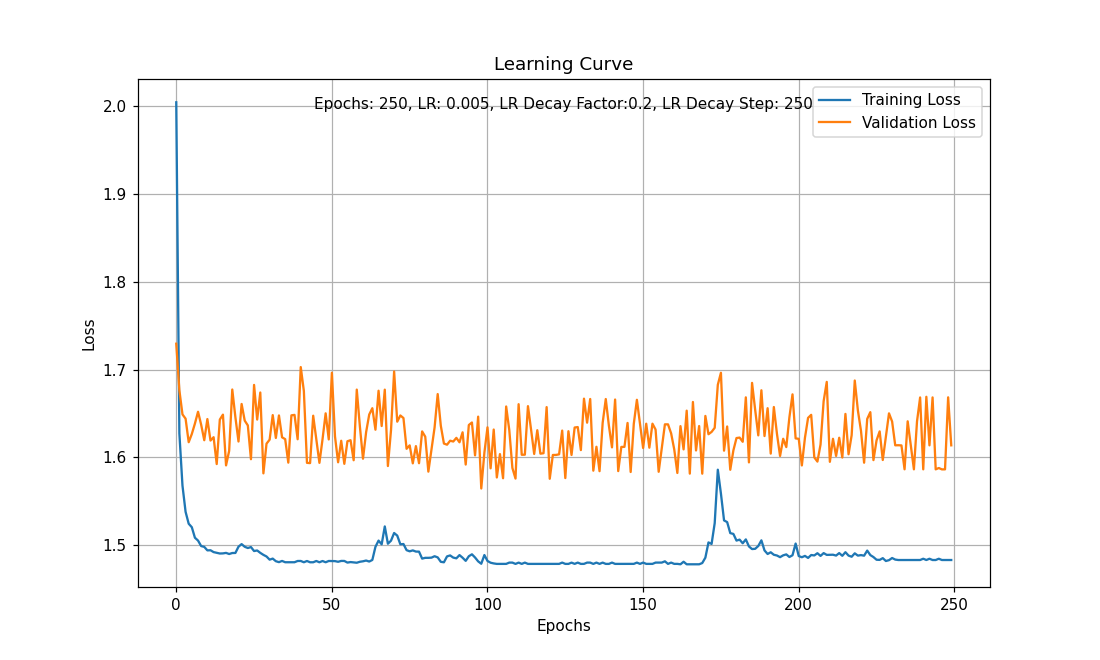 Learning Curve
Epochs: 250, LR: 0.005, LR Decay Factor:0.2, LR Decay Step: 250
Training Loss
Validation Loss
2.0
1.9
1.8
1.7
1.6
1.5
Loss
0 50 100 150 200 250
Epochs